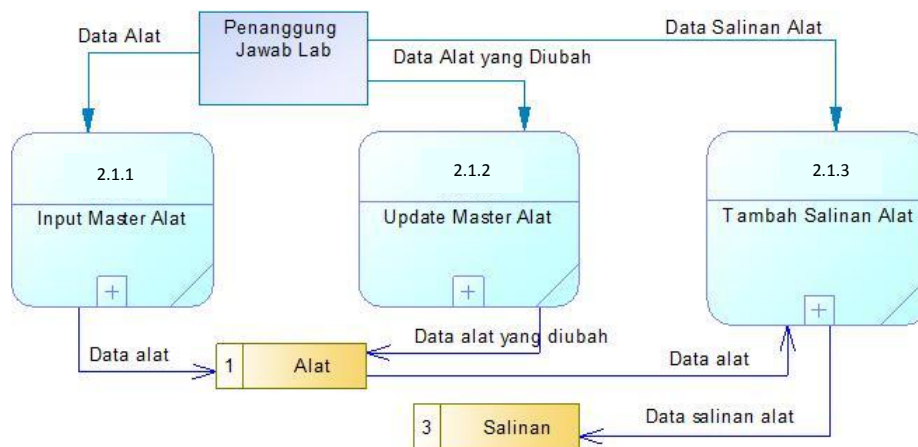 Penanggung
Jawab Lab
Data Alat
Data Salinan Alat
Data Alat yang Diubah
2.1.1
Input Master Alat
2.1.2
Update Master Alat
2.1.3
Tambah Salinan Alat
Data alat
1 Alat
Data alat yang diubah
Data alat
3 Salinan
Data salinan alat